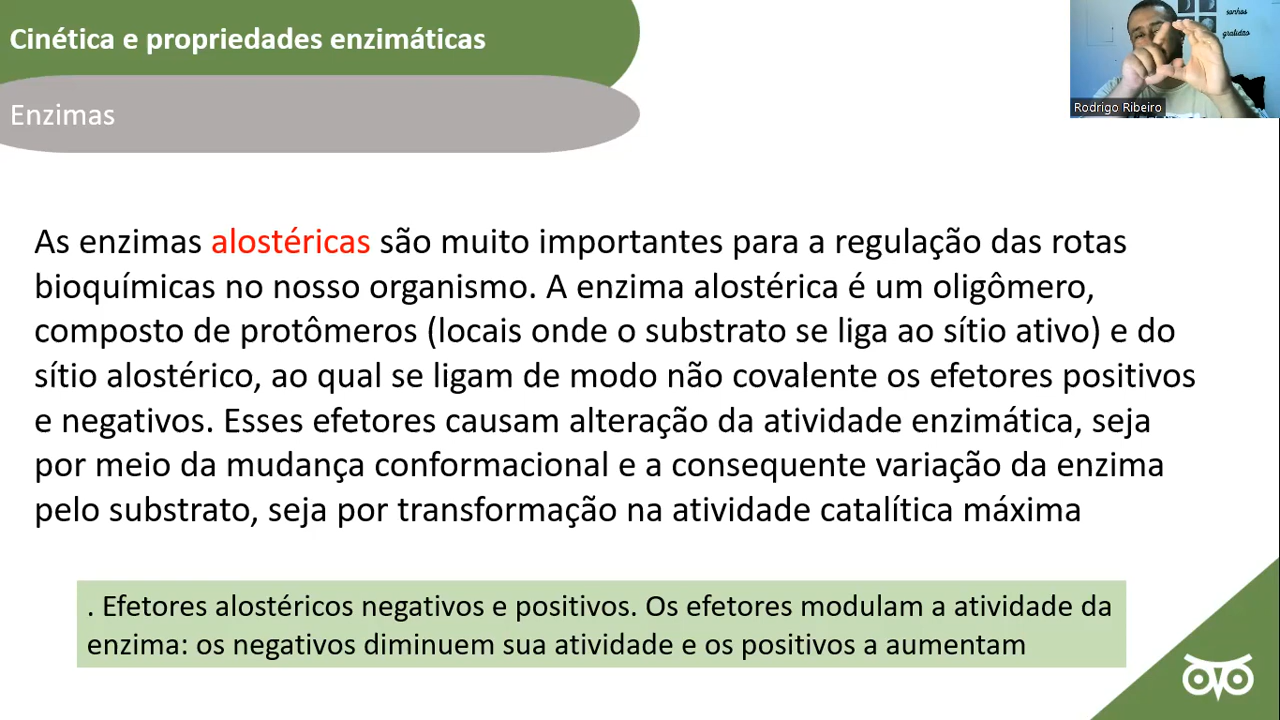 Cinética e propriedades enzimáticas
Enzimas
sonhos
gratidão
Rodrigo Ribeiro
As enzimas alostéricas são muito importantes para a regulação das rotas
bioquímicas no nosso organismo. A enzima alostérica é um oligômero,
composto de protômeros (locais onde o substrato se liga ao sítio ativo) e do
sítio alostérico, ao qual se ligam de modo não covalente os efetores positivos
e negativos. Esses efetores causam alteração da atividade enzimática, seja
por meio da mudança conformacional e a consequente variação da enzima
pelo substrato, seja por transformação na atividade catalítica máxima
. Efetores alostéricos negativos e positivos. Os efetores modulam a atividade da
enzima: os negativos diminuem sua atividade e os positivos a aumentam